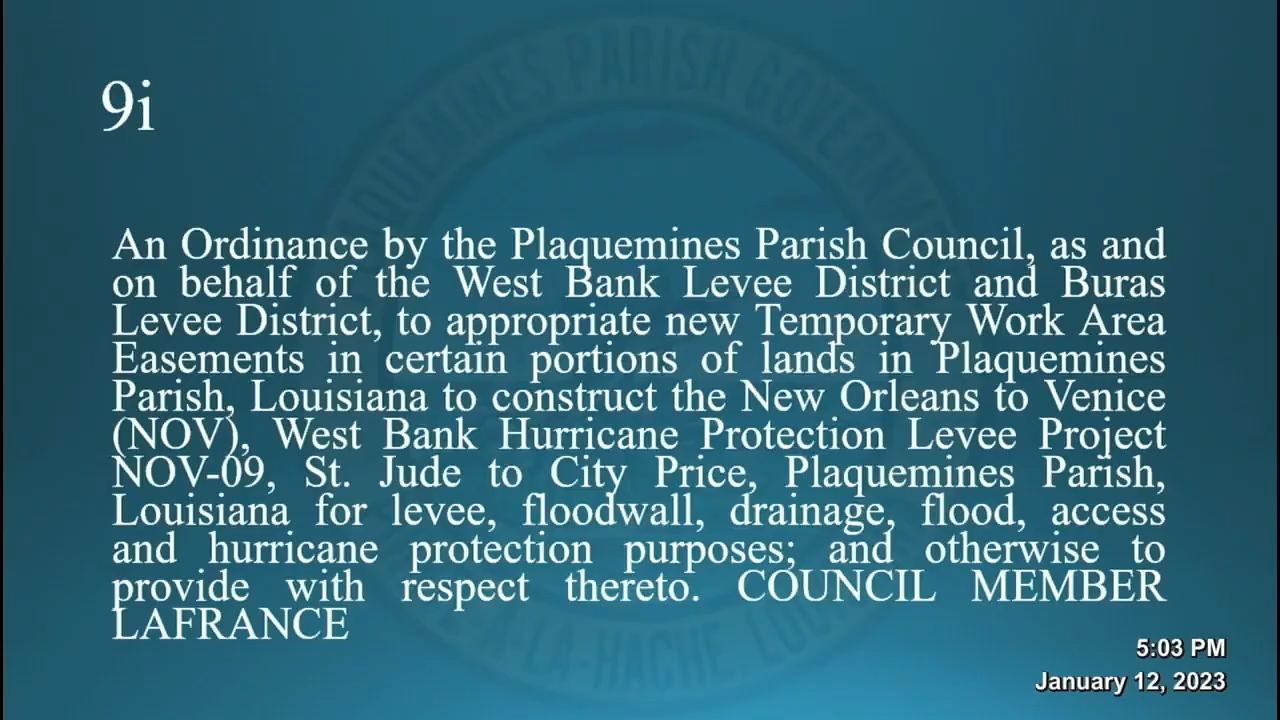 9i
PLAQUEMINES PARISH GOVERNMENT
An Ordinance by the Plaquemines Parish Council, as and
on behalf of the West Bank Levee District and Buras
Levee District, to appropriate new Temporary Work Area
Easements in certain portions of lands in Plaquemines
Parish, Louisiana to construct the New Orleans to Venice
(NOV), West Bank Hurricane Protection Levee Project
NOV-09, St. Jude to City Price, Plaquemines Parish,
Louisiana for levee, floodwall, drainage, flood, access
and hurricane protection purposes; and otherwise to
provide with respect thereto. COUNCIL MEMBER
LAFRANCE
5:03 PM
January 12, 2023